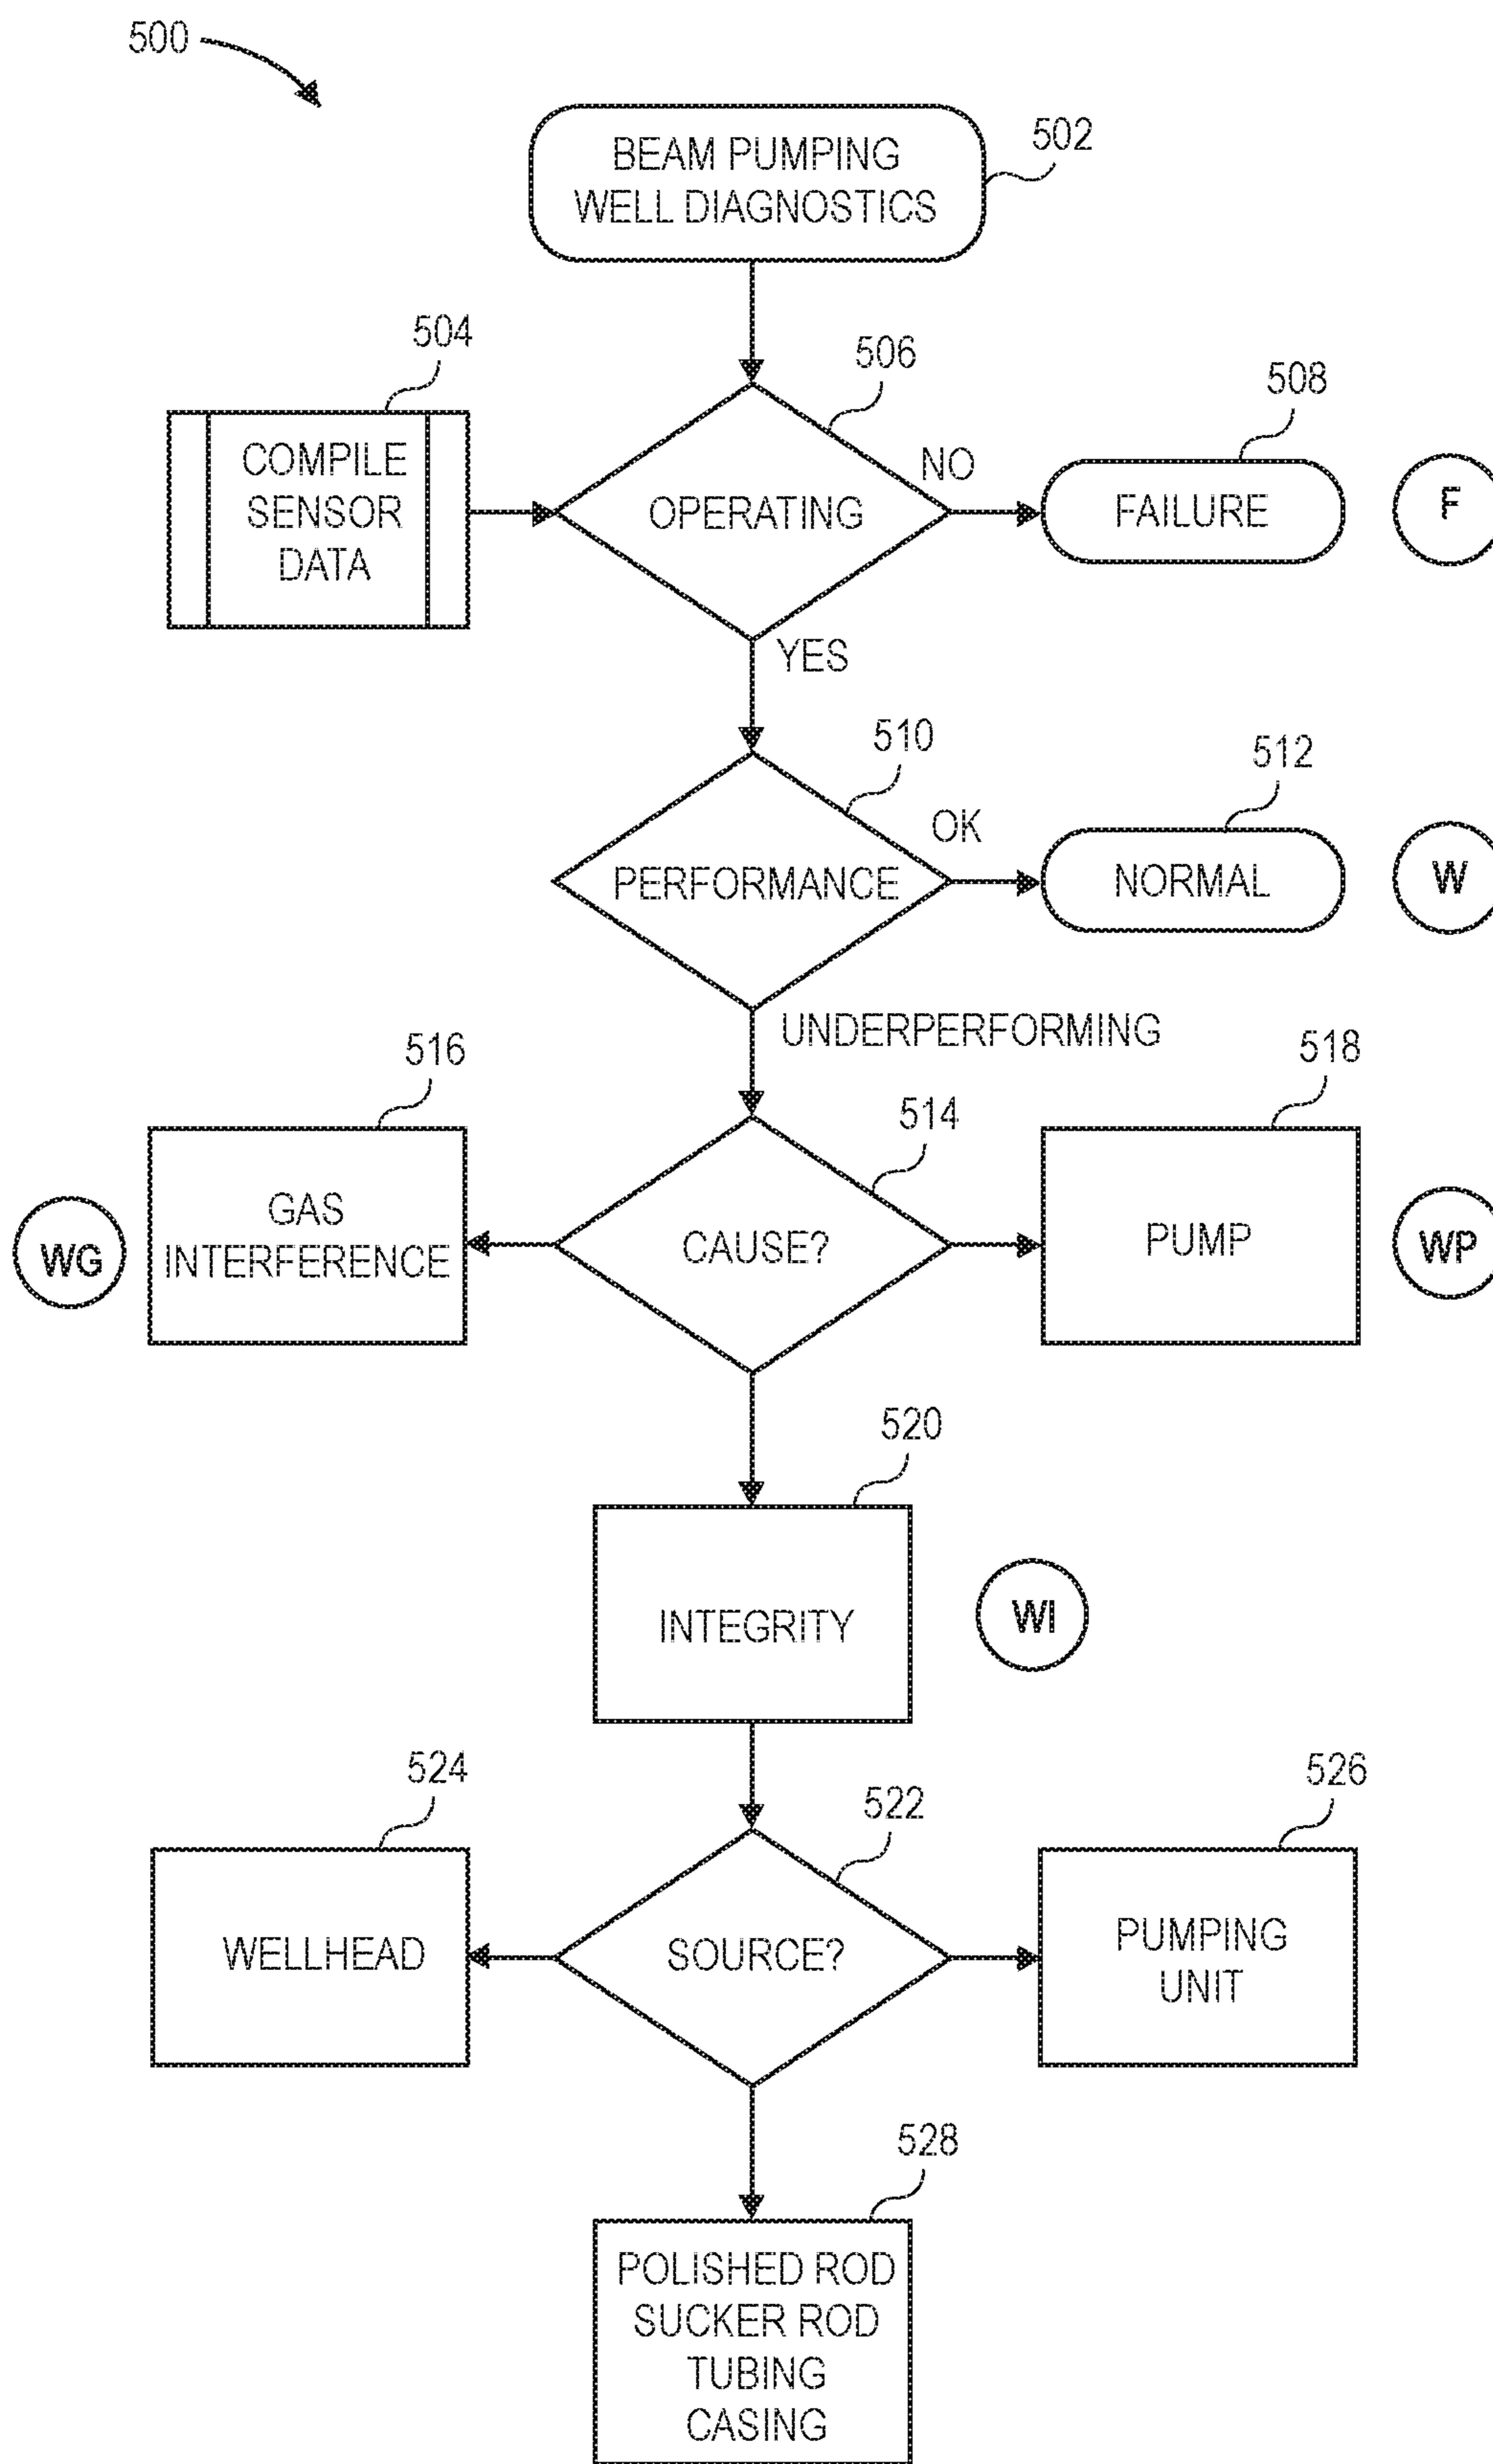 500
BEAM PUMPING
WELL DIAGNOSTICS
502
504
506
508
COMPILE
SENSOR
DATA
OPERATING
NO
FAILURE
F
YES
510
512
PERFORMANCE
OK
NORMAL
W
UNDERPERFORMING
516
514
518
WG
GAS
INTERFERENCE
CAUSE?
PUMP
WP
520
INTEGRITY
WI
524
522
526
WELLHEAD
SOURCE?
PUMPING
UNIT
528
POLISHED ROD
SUCKER ROD
TUBING
CASING